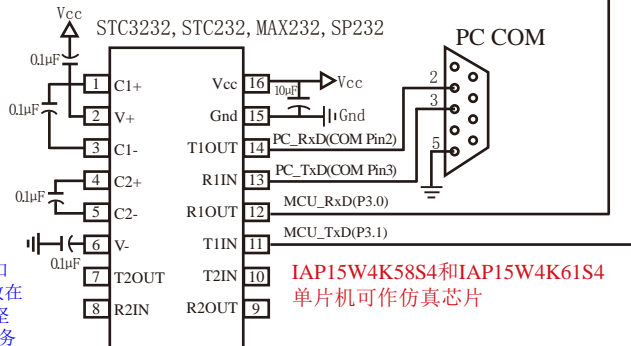 Vcc
STC3232, STC232, MAX232, SP232
PC COM
0.1μF
0.1μF
0.1μF
0.1μF
1 C1+
2 V+
3 C1-
4 C2+
5 C2-
6 V-
7 T2OUT
8 R2IN
Vcc 16
Gnd 15
T1OUT 14
R1IN 13
R1OUT 12
T1IN 11
T2IN 10
R2OUT 9
10μF
Vcc
Gnd
PC_RxD(COM Pin2)
PC_TxD(COM Pin3)
MCU_RxD(P3.0)
MCU_TxD(P3.1)
2
3
5
IAP15W4K58S4和IAP15W4K61S4
单片机可作仿真芯片
在
务